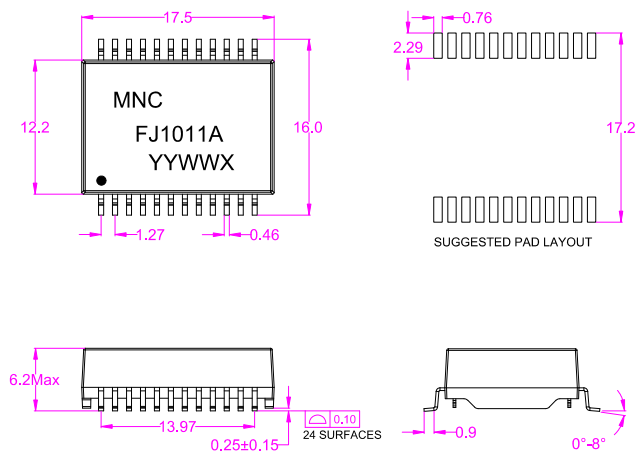 17.5
0.76
2.29
MNC
FJ1011A
YYWWX
12.2
16.0
17.2
1.27
0.46
SUGGESTED PAD LAYOUT
6.2Max
13.97
0.25±0.15
0.10
24 SURFACES
0.9
0°-8°